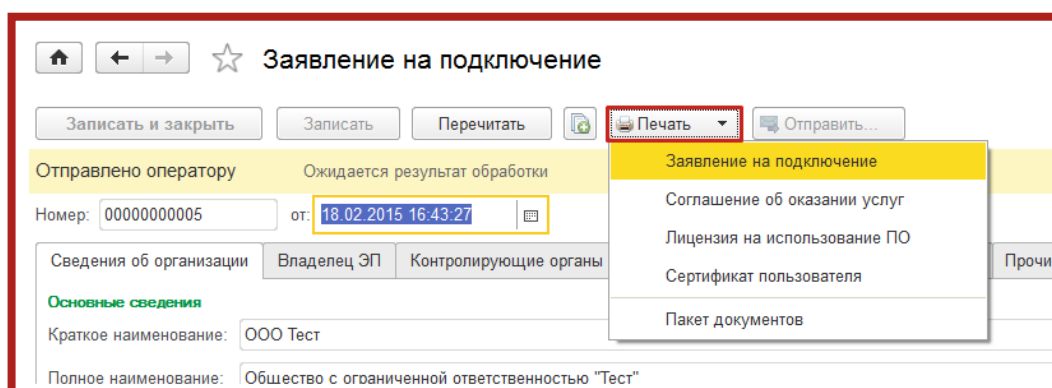 Заявление на подключение
Записать и закрыть Записать Перечитать Печать Отправить...
Отправлено оператору Ожидается результат обработки
Заявление на подключение
Соглашение об оказании услуг
Лицензия на использование ПО
Сертификат пользователя
Пакет документов
Номер: 00000000005 от: 18.02.2015 16:43:27
Сведения об организации Владелец ЭП Контролирующие органы Прочи
Основные сведения
Краткое наименование: ООО Тест
Полное наименование: Общество с ограниченной ответственностью "Тест"